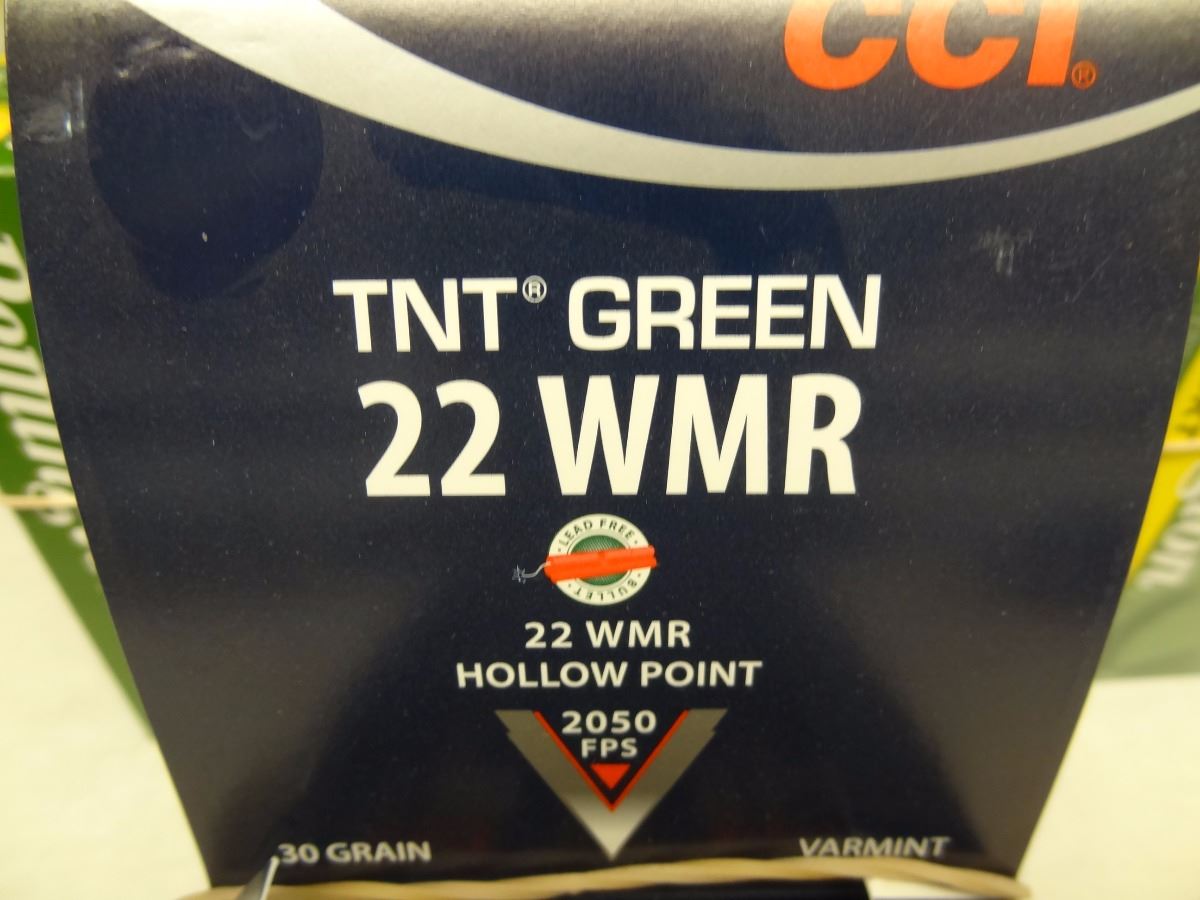 CCI®
TNT® GREEN
22 WMR
LEAD FREE
BULLET
22 WMR
HOLLOW POINT
2050
FPS
30 GRAIN
VARMINT